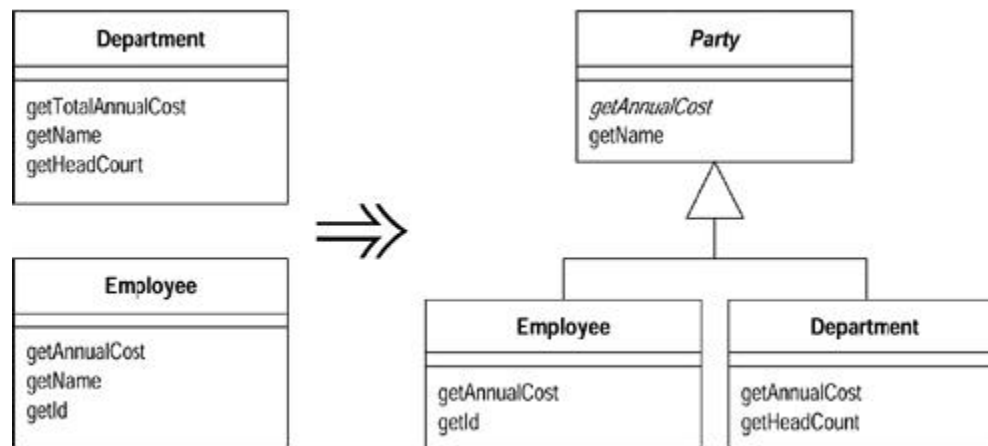 Department
getTotalAnnualCost
getName
getHeadCourt
Employee
getAnnualCost
getName
getId
Party
getAnnualCost
getName
Employee
getAnnualCost
getId
Department
getAnnualCost
getHeadCount